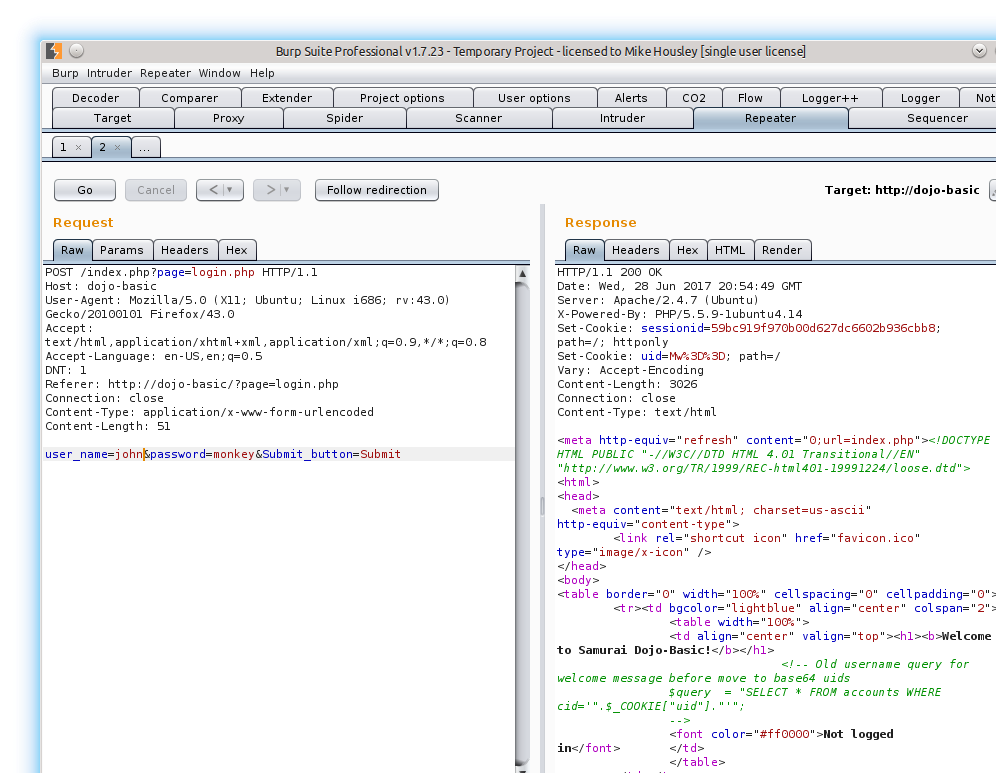 Burp Suite Professional v1.7.23 - Temporary Project - licensed to Mike Housley [single user license]
Burp Intruder Repeater Window Help
Decoder Comparer Extender Project options User options Alerts CO2 Flow Logger++ Logger Not
Target Proxy Spider Scanner Intruder Repeater Sequencer
1 × 2 × ...
Go Cancel < | ▼ > | ▼ Follow redirection Target: http://dojo-basic
Request
Raw Params Headers Hex
POST /index.php?page=login.php HTTP/1.1
Host: dojo-basic
User-Agent: Mozilla/5.0 (X11; Ubuntu; Linux i686; rv:43.0)
Gecko/20100101 Firefox/43.0
Accept:
text/html,application/xhtml+xml,application/xml;q=0.9,*/*;q=0.8
Accept-Language: en-US,en;q=0.5
DNT: 1
Referer: http://dojo-basic/?page=login.php
Connection: close
Content-Type: application/x-www-form-urlencoded
Content-Length: 51
user_name=john&password=monkey&Submit_button=Submit
Response
Raw Headers Hex HTML Render
HTTP/1.1 200 OK
Date: Wed, 28 Jun 2017 20:54:49 GMT
Server: Apache/2.4.7 (Ubuntu)
X-Powered-By: PHP/5.5.9-1ubuntu4.14
Set-Cookie: sessionid=59bc919f970b00d627dc6602b936cbb8;
path=/; httponly
Set-Cookie: uid=Mw%3D%3D; path=/
Vary: Accept-Encoding
Content-Length: 3026
Connection: close
Content-Type: text/html
<meta http-equiv="refresh" content="0;url=index.php"><!DOCTYPE
HTML PUBLIC "-//W3C//DTD HTML 4.01 Transitional//EN"
"http://www.w3.org/TR/1999/REC-html401-19991224/loose.dtd">
<html>
<head>
<meta content="text/html; charset=us-ascii"
http-equiv="content-type">
<link rel="shortcut icon" href="favicon.ico"
type="image/x-icon" />
</head>
<body>
<table border="0" width="100%" cellspacing="0" cellpadding="0">
<tr><td bgcolor="lightblue" align="center" colspan="2">
<table width="100%">
<td align="center" valign="top"><h1><b>Welcome
to Samurai Dojo-Basic!</b></h1>
<!-- Old username query for
welcome message before move to base64 uids
$query = "SELECT * FROM accounts WHERE
cid='".$_COOKIE["uid"]."'";
-->
<font color="#ff0000">Not logged
in</font> </td>
</table>